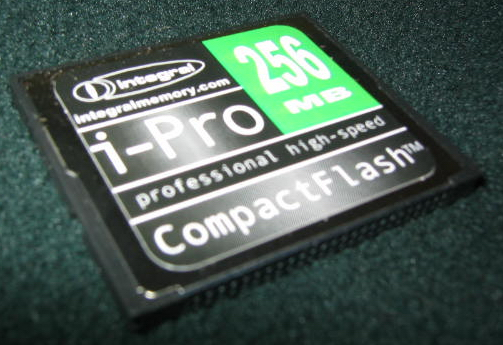 integral
integralmemory.com
256
MB
i-Pro
professional high-speed
CompactFlash™